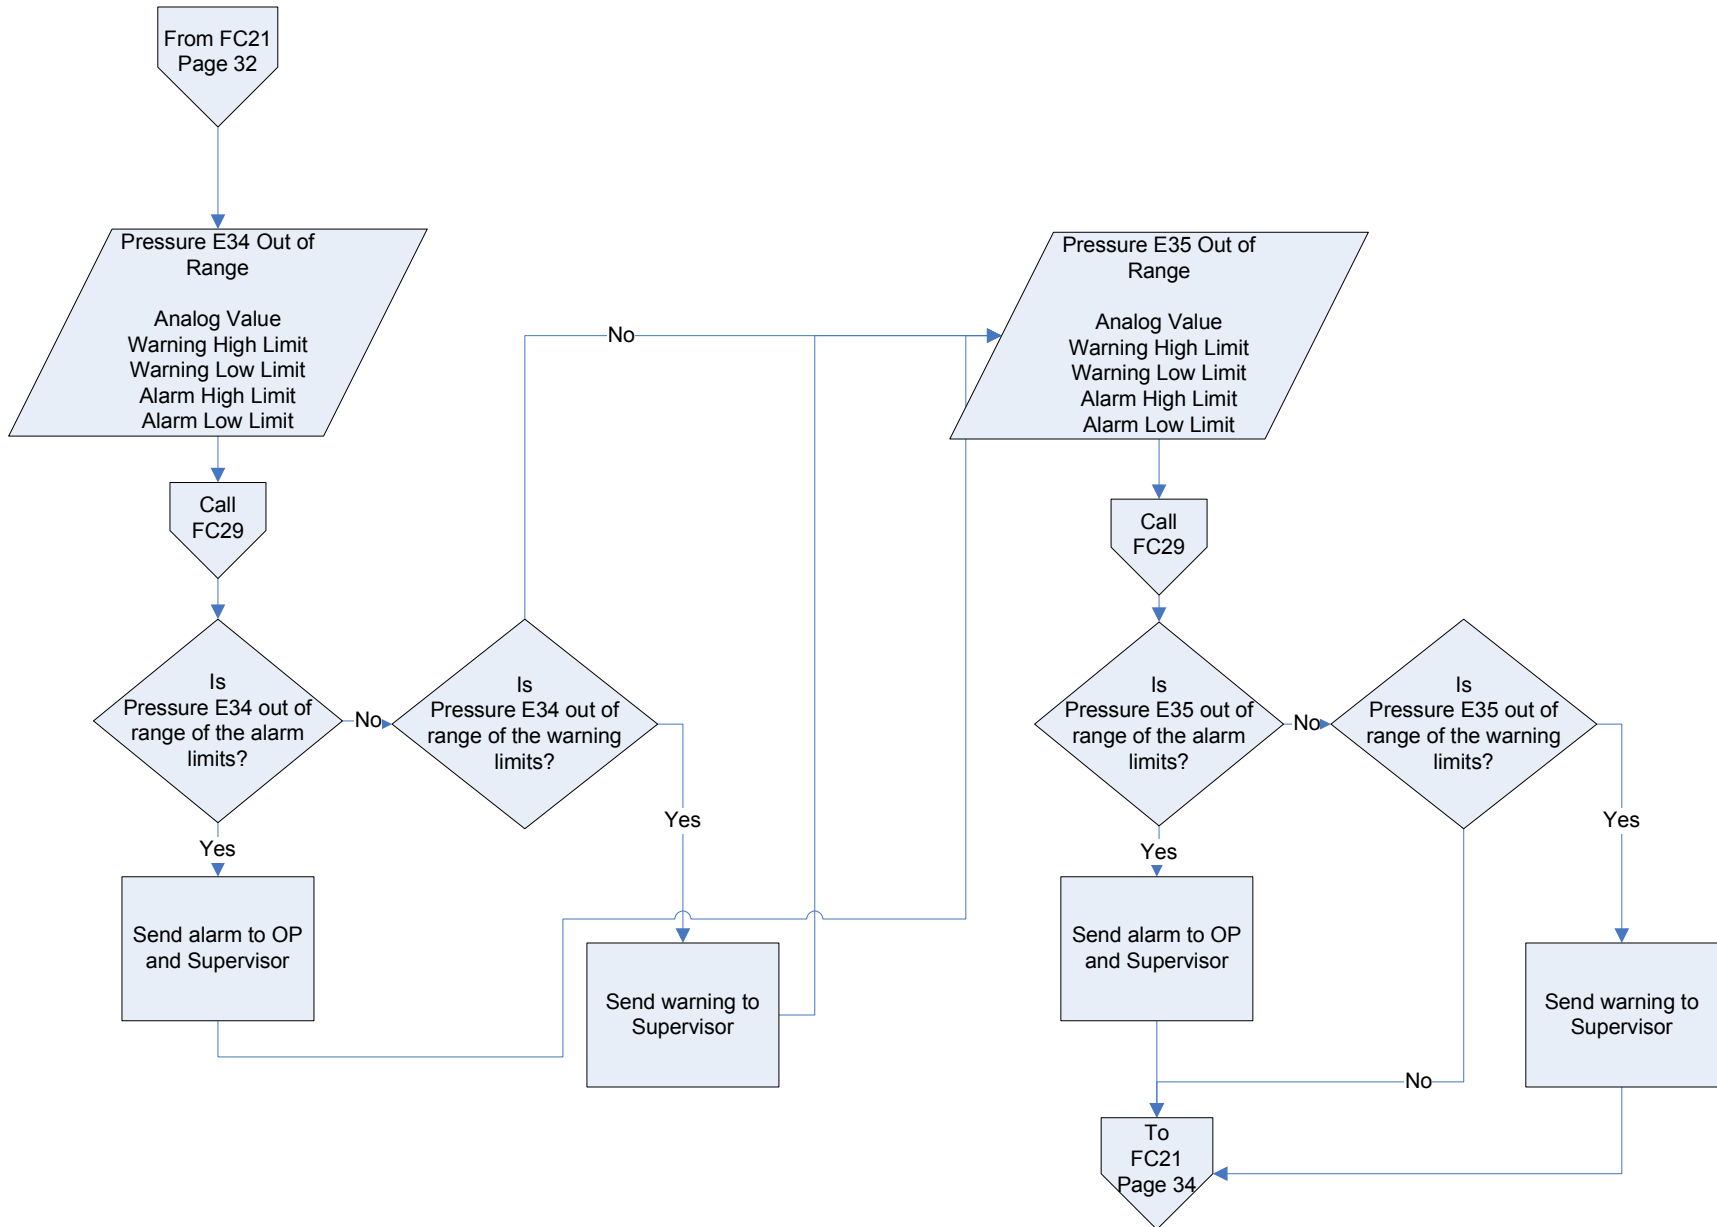 From FC21
Page 32
Pressure E34 Out of
Range
Analog Value
Warning High Limit
Warning Low Limit
Alarm High Limit
Alarm Low Limit
Call
FC29
Is
Pressure E34 out of
range of the alarm
limits?
No
Is
Pressure E34 out of
range of the warning
limits?
No
Yes
Yes
Send alarm to OP
and Supervisor
Send warning to
Supervisor
Pressure E35 Out of
Range
Analog Value
Warning High Limit
Warning Low Limit
Alarm High Limit
Alarm Low Limit
Call
FC29
Is
Pressure E35 out of
range of the alarm
limits?
No
Is
Pressure E35 out of
range of the warning
limits?
Yes
Yes
Send alarm to OP
and Supervisor
Send warning to
Supervisor
No
To
FC21
Page 34